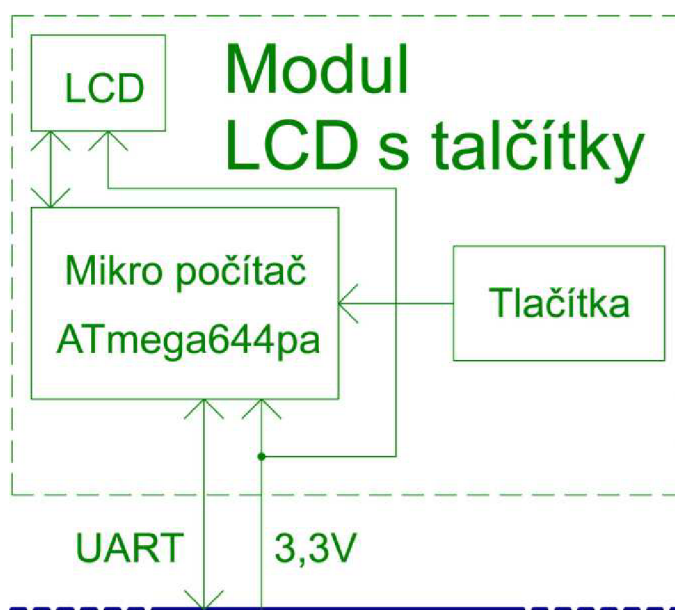 LCD
Modul
LCD s talčítky
Mikro počítač
ATmega644pa
Tlačítka
UART
3,3V